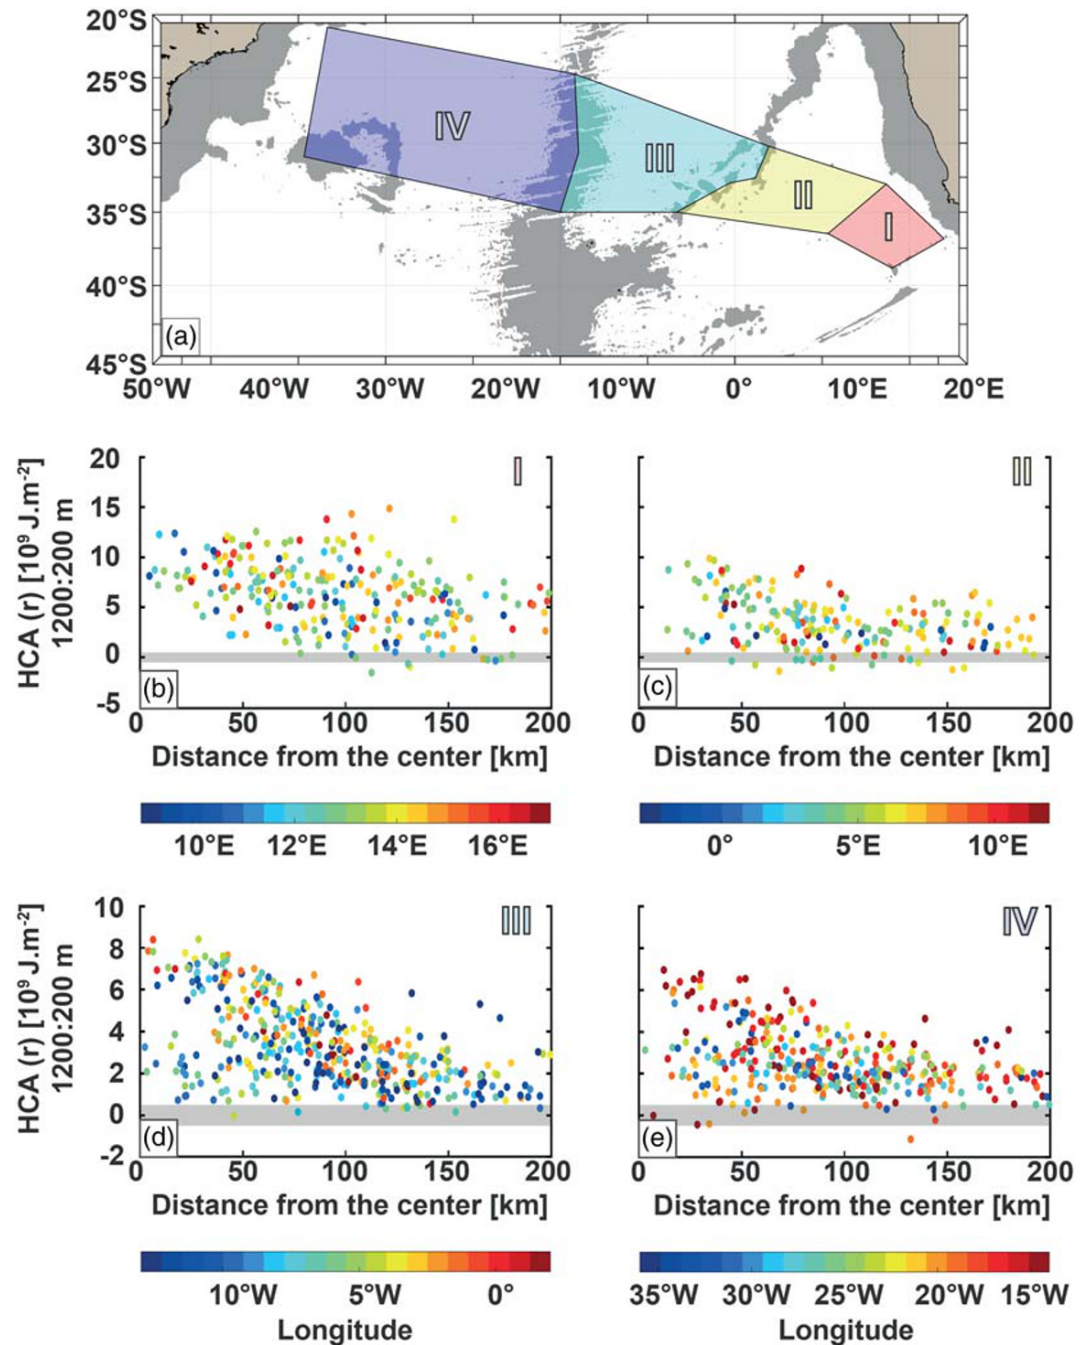 20°S
25°S
30°S
35°S
40°S
45°S
IV
III
II
I
(a)
50°W 40°W 30°W 20°W 10°W 0° 10°E 20°E
HCA (r) [10⁹ J.m⁻²]
1200:200 m
20
15
10
5
0
-5
I
(b)
0 50 100 150 200
Distance from the center [km]
10°E 12°E 14°E 16°E
II
(c)
0 50 100 150 200
Distance from the center [km]
0° 5°E 10°E
HCA (r) [10⁹ J.m⁻²]
1200:200 m
10
8
6
4
2
0
-2
III
(d)
0 50 100 150 200
Distance from the center [km]
10°W 5°W 0°
Longitude
IV
(e)
0 50 100 150 200
Distance from the center [km]
35°W 30°W 25°W 20°W 15°W
Longitude